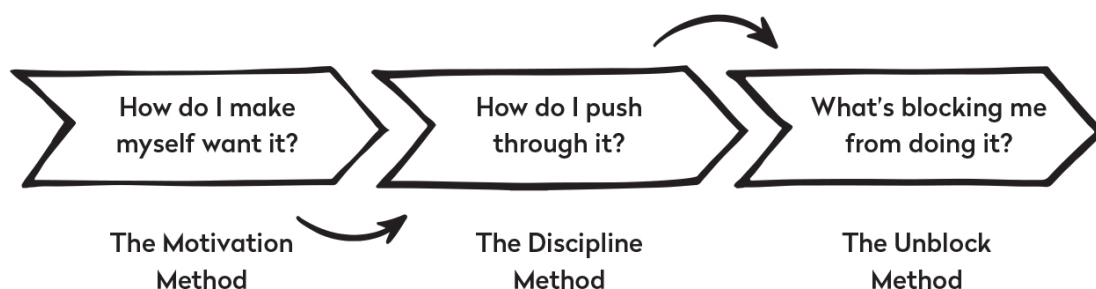 How do I make
myself want it?
How do I push
through it?
What's blocking me
from doing it?
The Motivation
Method
The Discipline
Method
The Unblock
Method